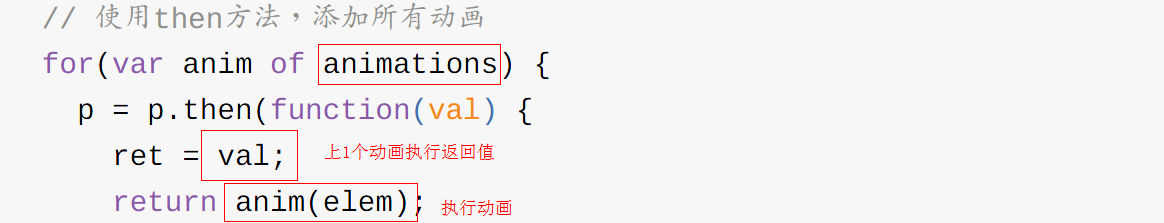 // 使用then方法，添加所有动画
for(var anim of animations) {
p = p.then(function(val) {
ret = val; 上1个动画执行返回值
return anim(elem); 执行动画